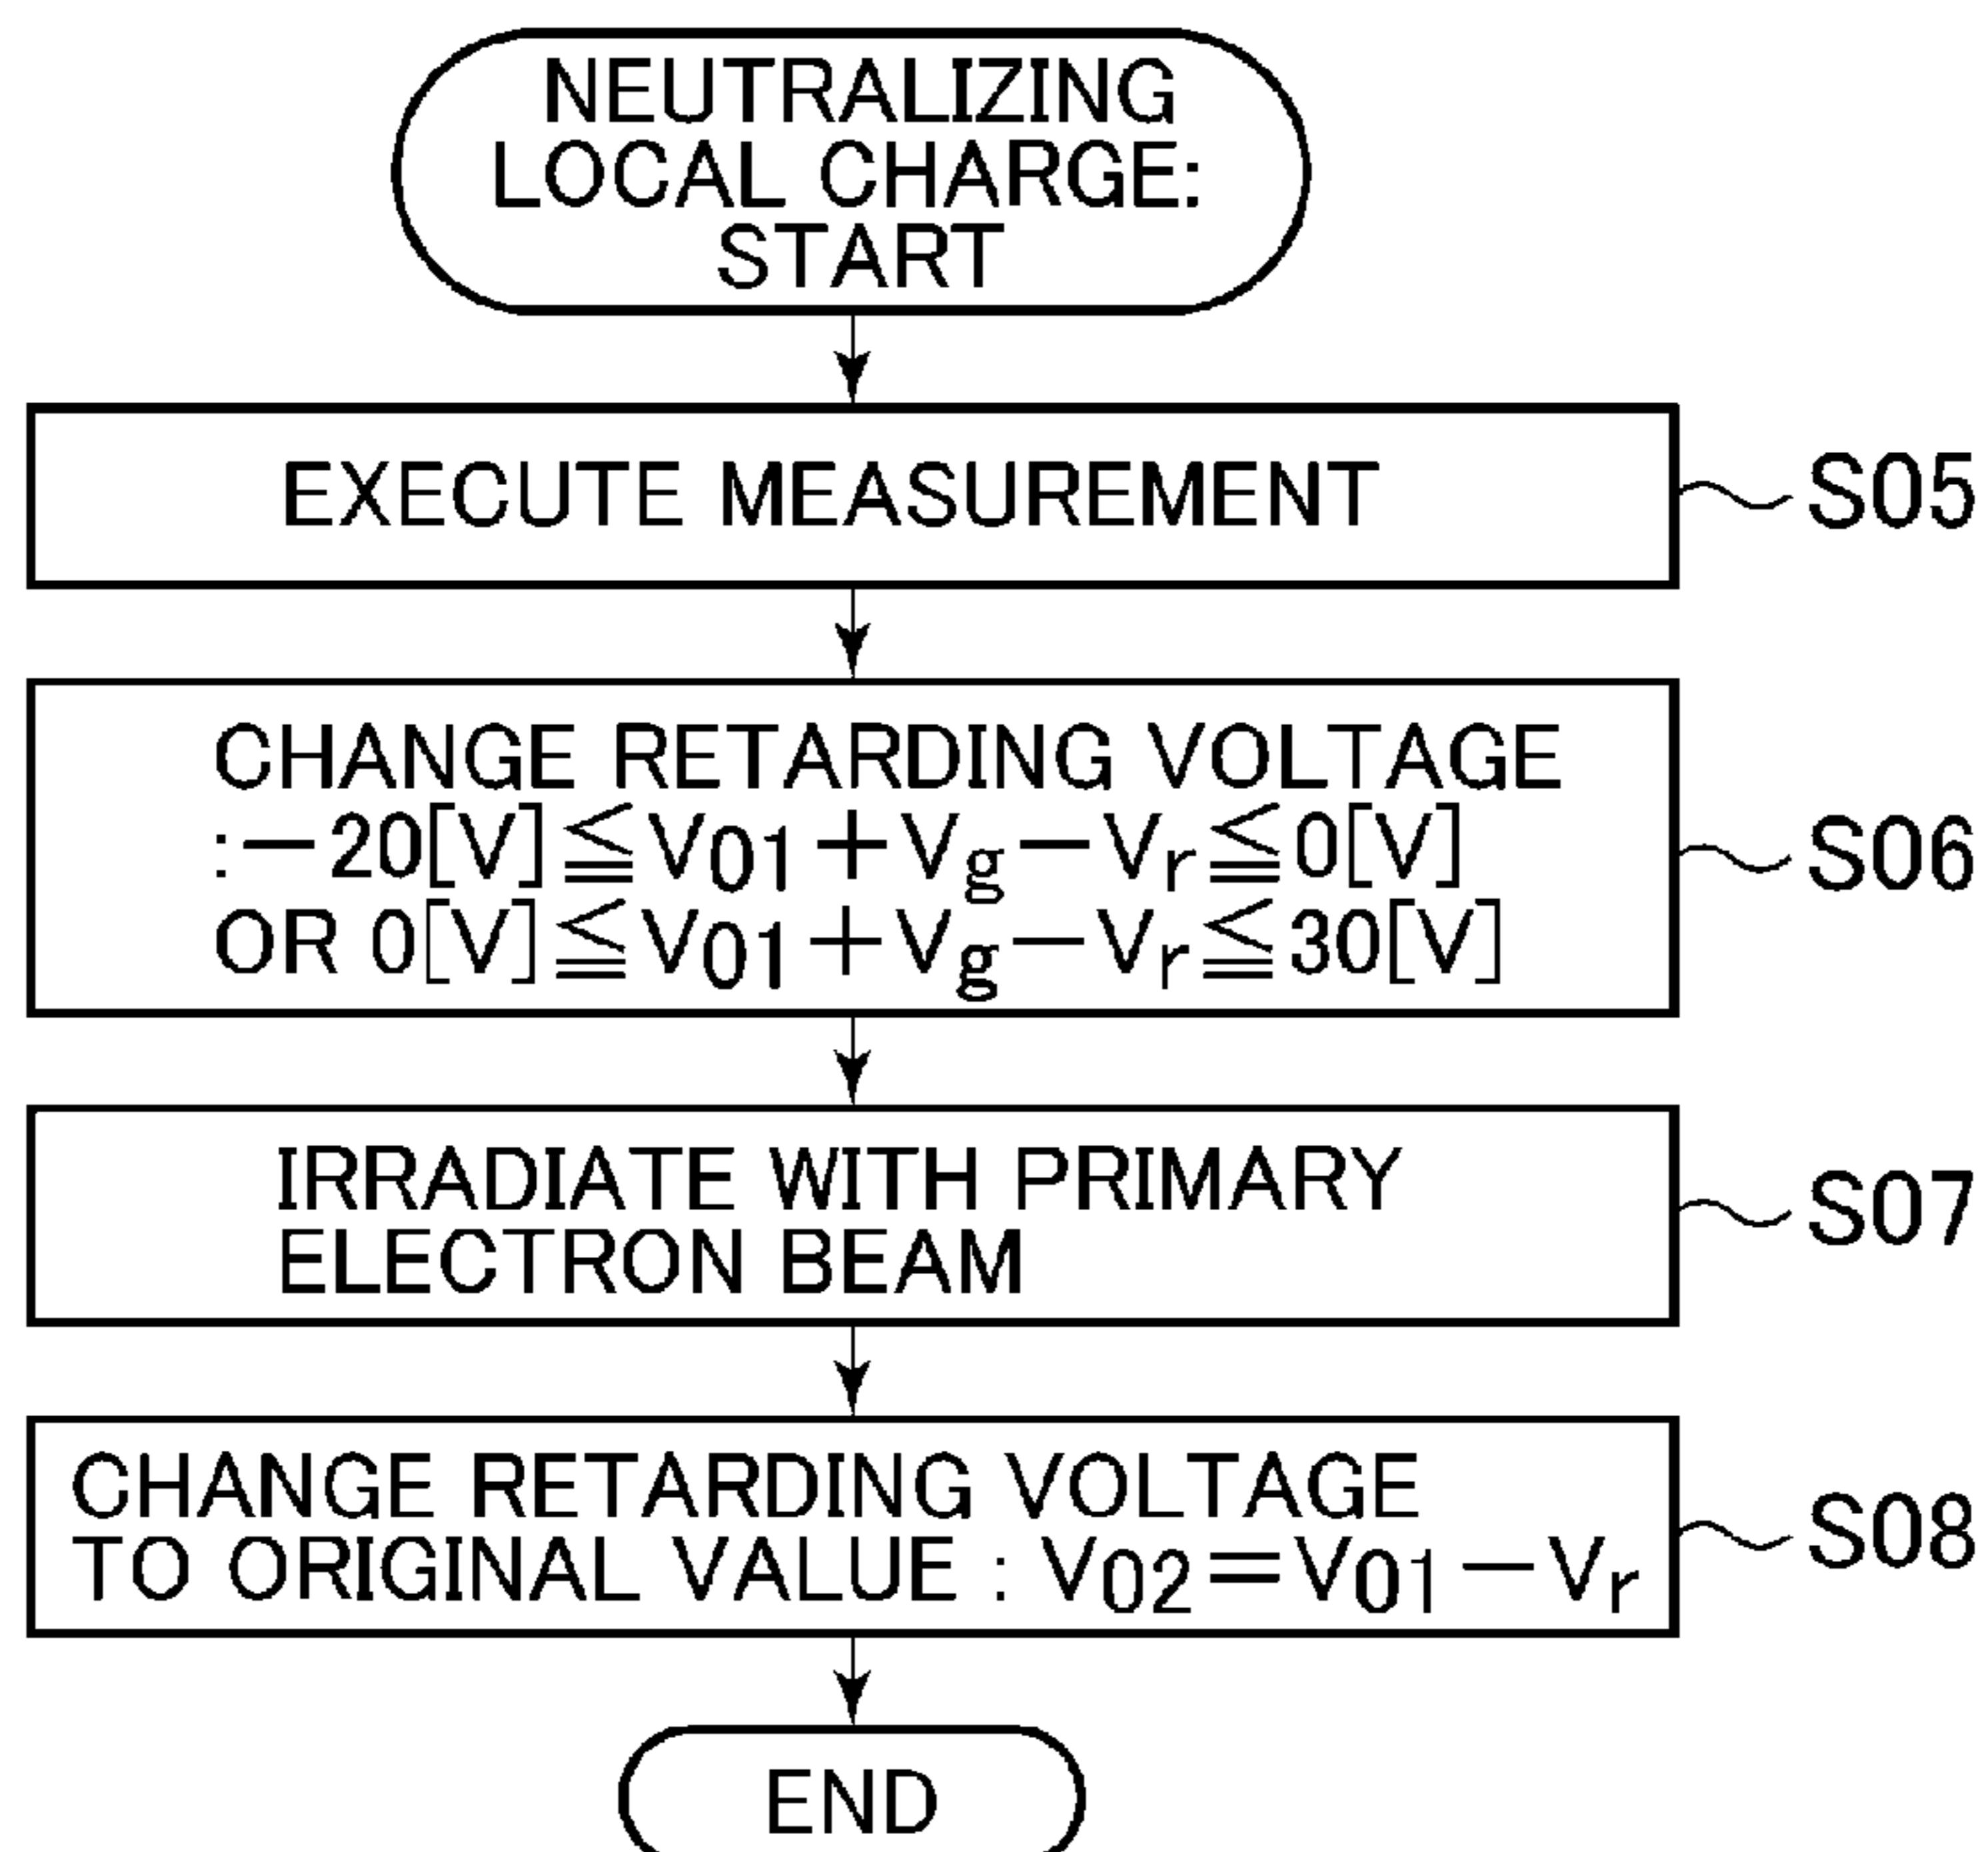 NEUTRALIZING
LOCAL CHARGE:
START
EXECUTE MEASUREMENT
S05
CHANGE RETARDING VOLTAGE
:−20[V]≦V01+Vg−Vr≦0[V]
OR 0[V]≦V01+Vg−Vr≦30[V]
S06
IRRADIATE WITH PRIMARY
ELECTRON BEAM
S07
CHANGE RETARDING VOLTAGE
TO ORIGINAL VALUE : V02=V01−Vr
S08
END